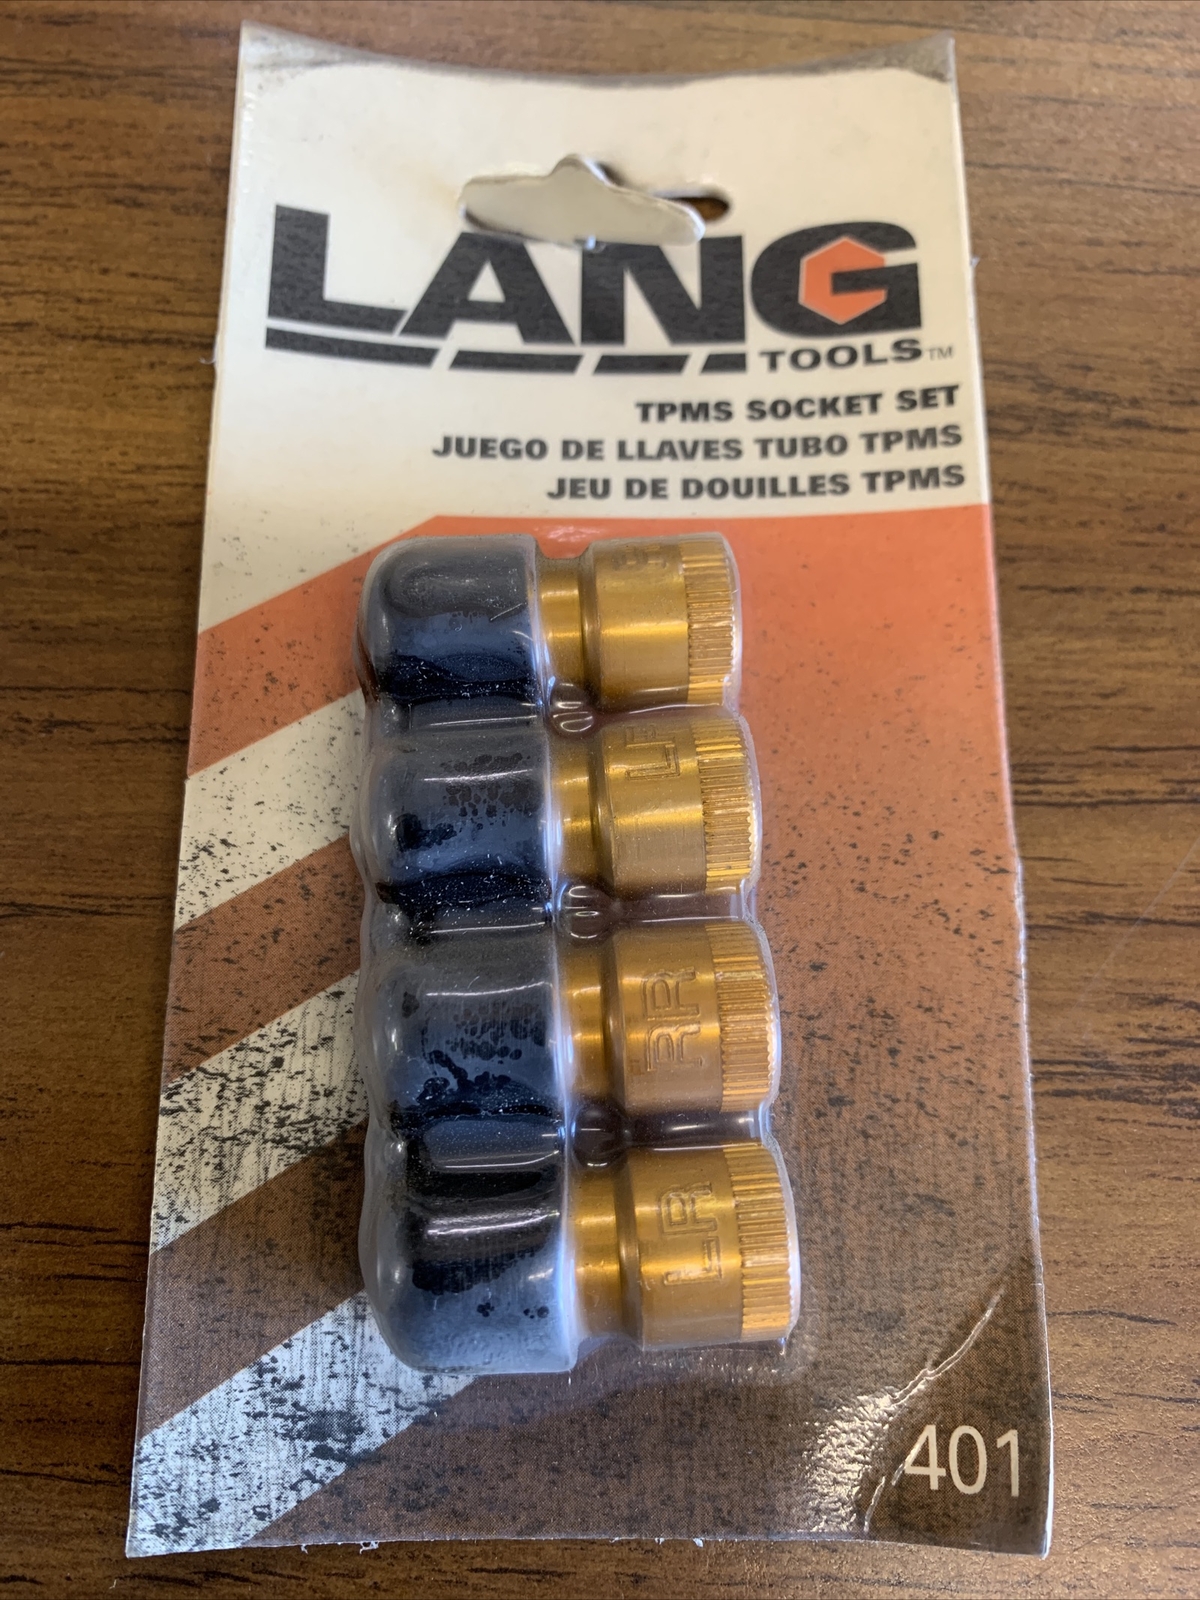 LANG
TOOLS™
TPMS SOCKET SET
JUEGO DE LLAVES TUBO TPMS
JEU DE DOUILLES TPMS
LF
RR
LR
401